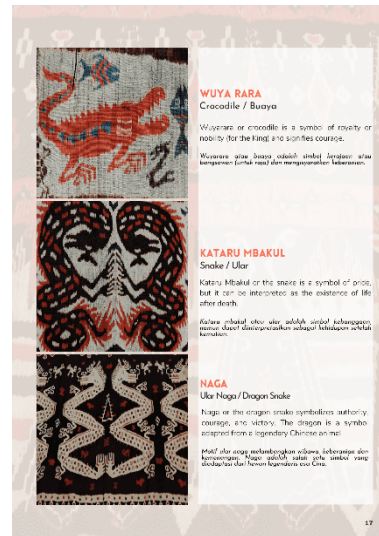 WUYA RARA
Crocodile / Buaya
Wuyarara or crocodile is a symbol of royalty or
nobility (for the King) and signifies courage.
Wuyarara atau buaya adalah simbol kerajaan atau
bangsawan (untuk raja) dan mengisyaratkan keberanian.
KATARU MBAKUL
Snake / Ular
Kataru Mbakul or the snake is a symbol of pride,
but it can be interpreted as the existence of life
after death.
Kataru mbakul atau ular adalah simbol kebanggaan,
namun dapat diinterpretasikan sebagai kehidupan setelah
kematian.
NAGA
Ular Naga / Dragon Snake
Naga or the dragon snake symbolizes authority,
courage, and victory. The dragon is a symbol
adapted from a legendary Chinese animal.
Motif ular naga melambangkan wibawa, keberanian dan
kemenangan. Naga adalah salah satu simbol yang
diadaptasi dari hewan legendaris asal Cina.
17